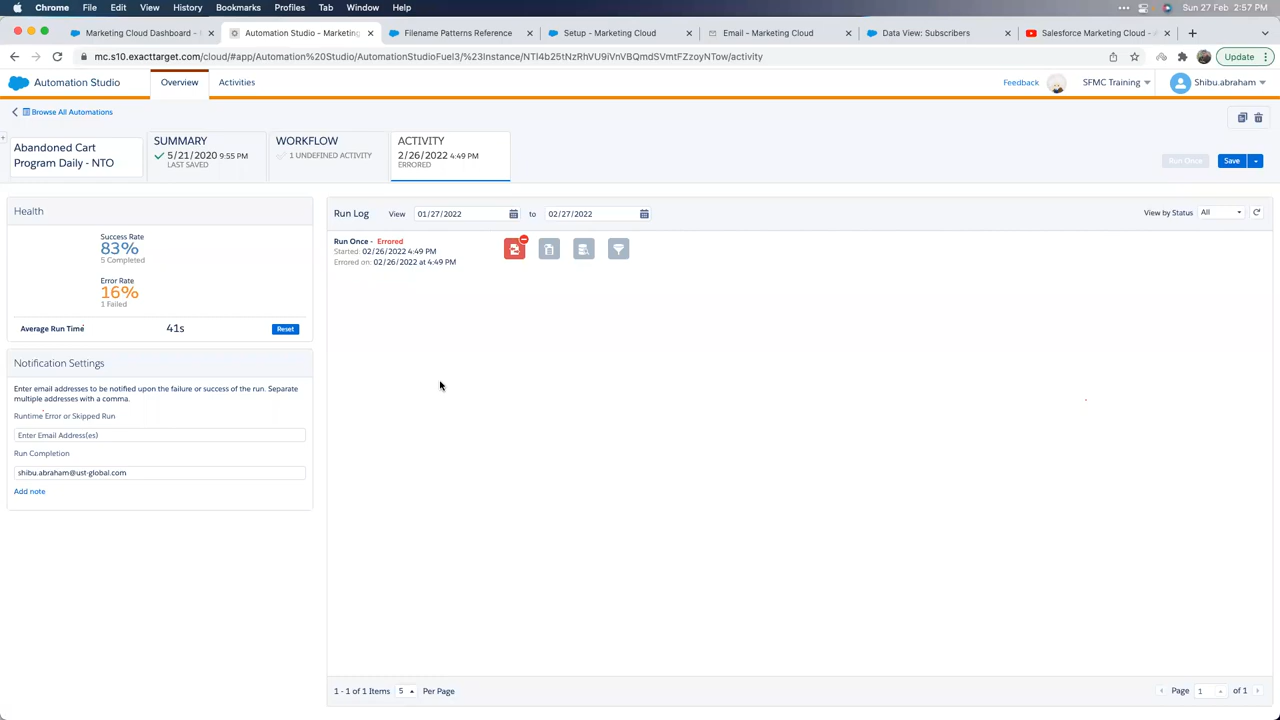 Chrome File Edit View History Bookmarks Profiles Tab Window Help
Sun 27 Feb 2:57 PM
Marketing Cloud Dashboard -
Automation Studio - Marketing
Filename Patterns Reference
Setup - Marketing Cloud
Email - Marketing Cloud
Data View: Subscribers
Salesforce Marketing Cloud - A
mc.s10.exacttarget.com/cloud/#app/Automation%20Studio/AutomationStudioFuel3/%23Instance/NTI4b25tNzRhVU9iVnVBQmdSVmtFZzoyNTow/activity
Update
Automation Studio
Overview
Activities
Feedback
SFMC Training
Shibu.abraham
Browse All Automations
Abandoned Cart
Program Daily - NTO
SUMMARY
5/21/2020 9:55 PM
LAST SAVED
WORKFLOW
1 UNDEFINED ACTIVITY
ACTIVITY
2/26/2022 4:49 PM
ERRORED
Run Once
Save
Health
Success Rate
83%
5 Completed
Error Rate
16%
1 Failed
Average Run Time
41s
Reset
Notification Settings
Enter email addresses to be notified upon the failure or success of the run. Separate
multiple addresses with a comma.
Runtime Error or Skipped Run
Enter Email Address(es)
Run Completion
shibu.abraham@ust-global.com
Add note
Run Log View 01/27/2022 to 02/27/2022
View by Status All
Run Once - Errored
Started: 02/26/2022 4:49 PM
Errored on: 02/26/2022 at 4:49 PM
1 - 1 of 1 Items 5 Per Page
Page 1 of 1